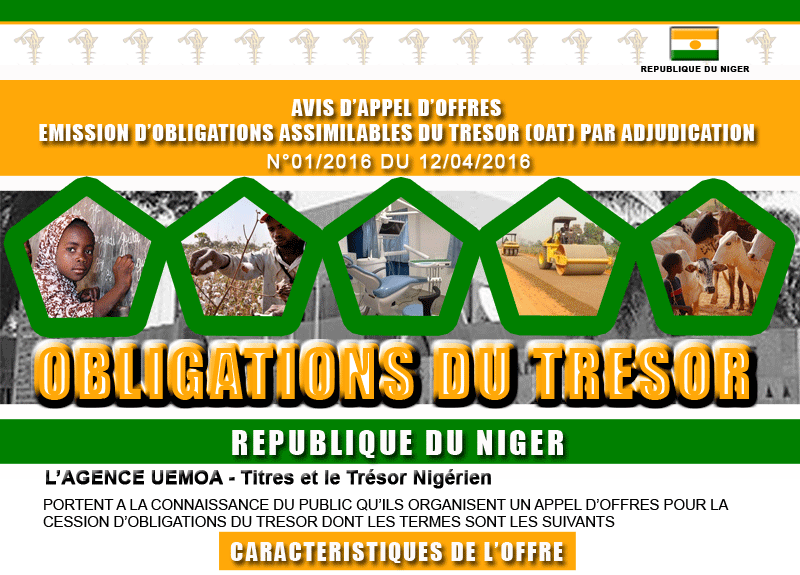 REPUBLIQUE DU NIGER
AVIS D'APPEL D'OFFRES
EMISSION D'OBLIGATIONS ASSIMILABLES DU TRESOR (OAT) PAR ADJUDICATION
N°01/2016 DU 12/04/2016
OBLIGATIONS DU TRESOR
REPUBLIQUE DU NIGER
L'AGENCE UEMOA - Titres et le Trésor Nigérien
PORTENT A LA CONNAISSANCE DU PUBLIC QU'ILS ORGANISENT UN APPEL D'OFFRES POUR LA
CESSION D'OBLIGATIONS DU TRESOR DONT LES TERMES SONT LES SUIVANTS
CARACTERISTIQUES DE L'OFFRE